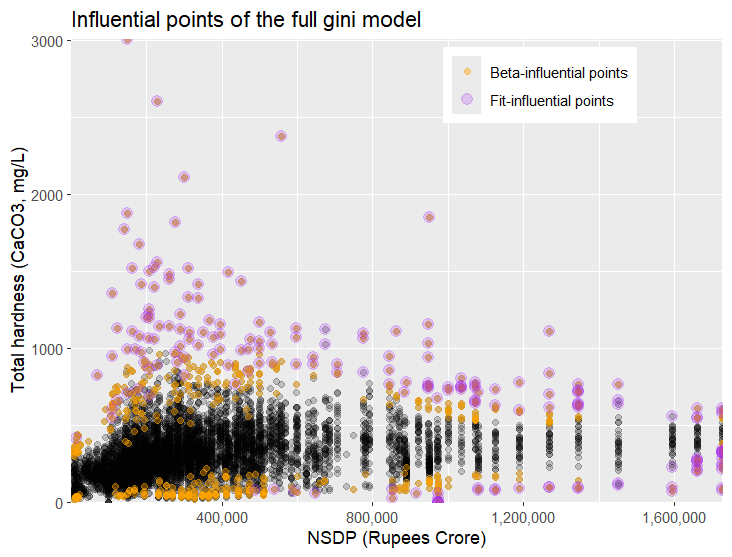 Influential points of the full gini model
3000
Beta-influential points
Fit-influential points
2000
1000
0
Total hardness (CaCO3, mg/L)
400,000
800,000
1,200,000
1,600,000
NSDP (Rupees Crore)